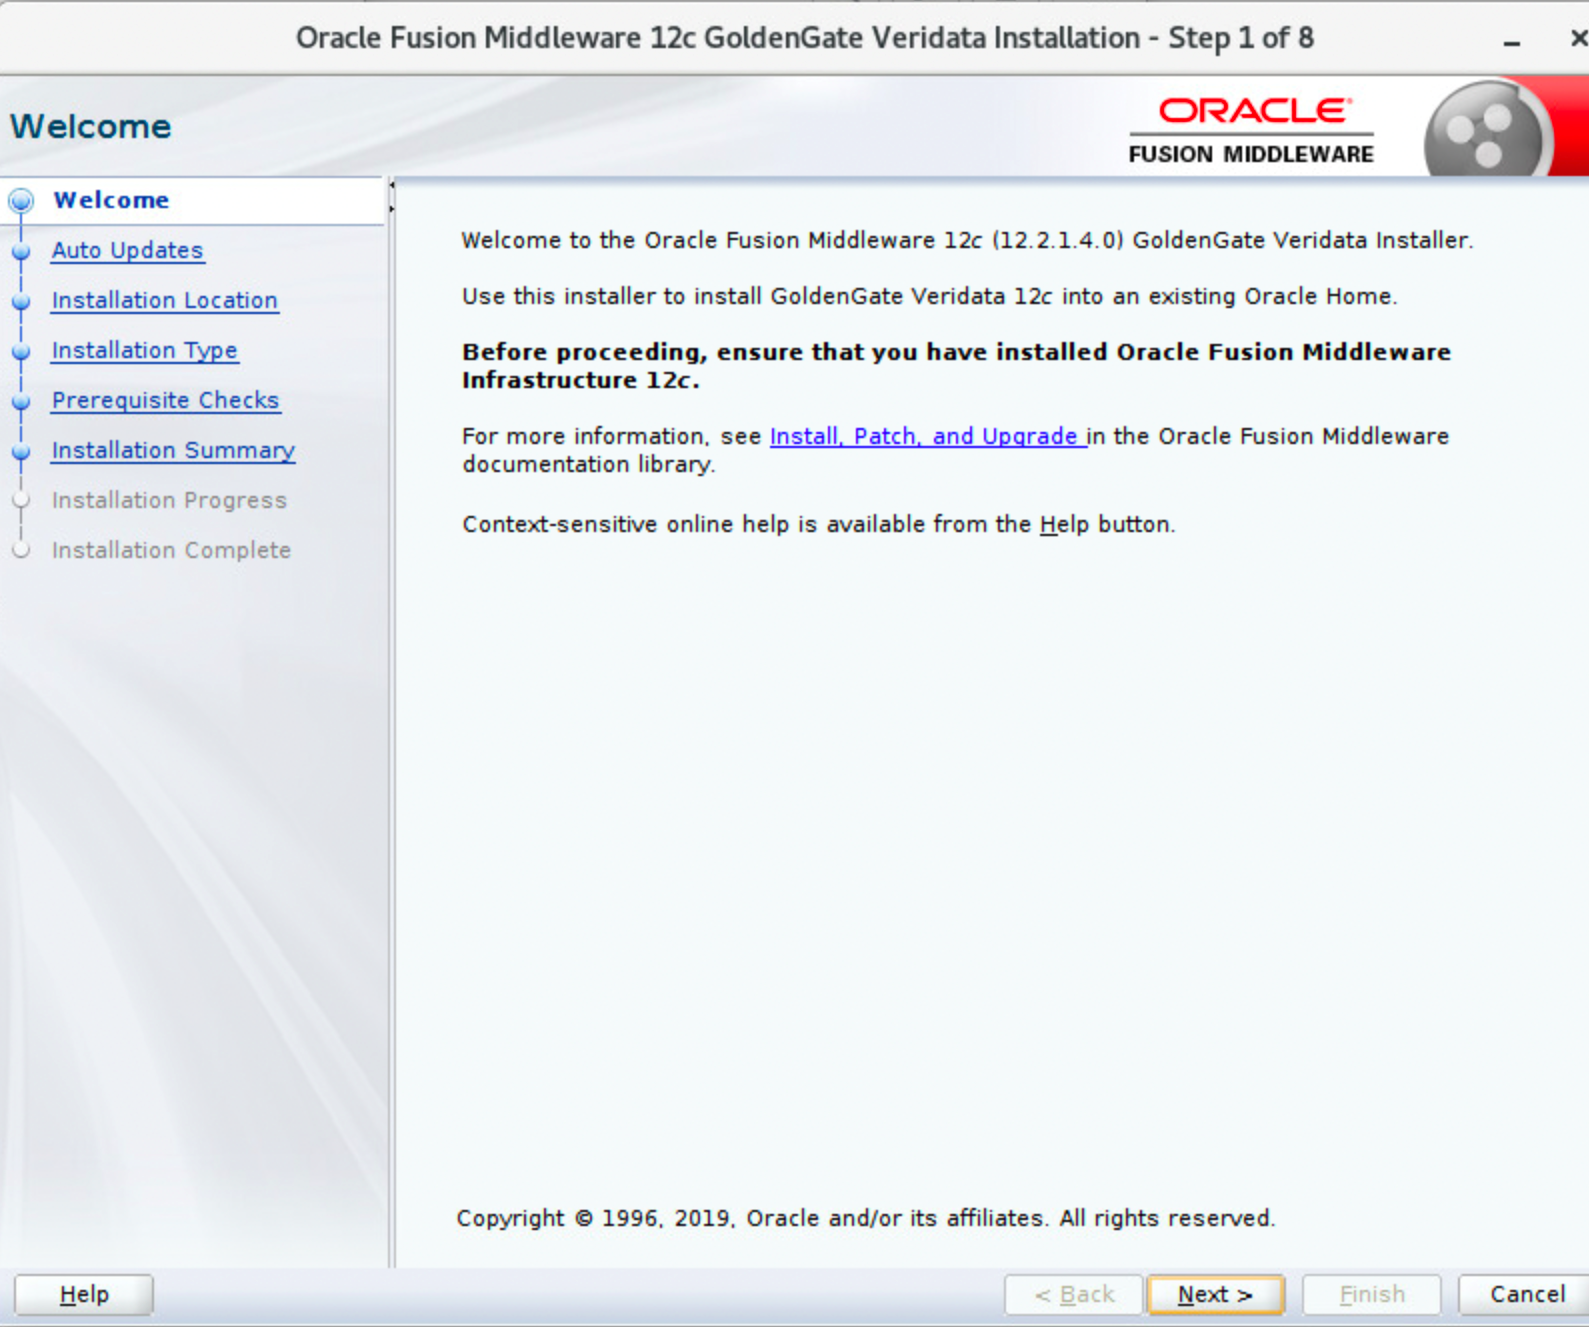 Oracle Fusion Middleware 12c GoldenGate Veridata Installation - Step 1 of 8
Welcome
ORACLE
FUSION MIDDLEWARE
Welcome
Auto Updates
Installation Location
Installation Type
Prerequisite Checks
Installation Summary
Installation Progress
Installation Complete
Welcome to the Oracle Fusion Middleware 12c (12.2.1.4.0) GoldenGate Veridata Installer.
Use this installer to install GoldenGate Veridata 12c into an existing Oracle Home.
Before proceeding, ensure that you have installed Oracle Fusion Middleware
Infrastructure 12c.
For more information, see Install, Patch, and Upgrade in the Oracle Fusion Middleware
documentation library.
Context-sensitive online help is available from the Help button.
Copyright © 1996, 2019, Oracle and/or its affiliates. All rights reserved.
Help
< Back
Next >
Finish
Cancel